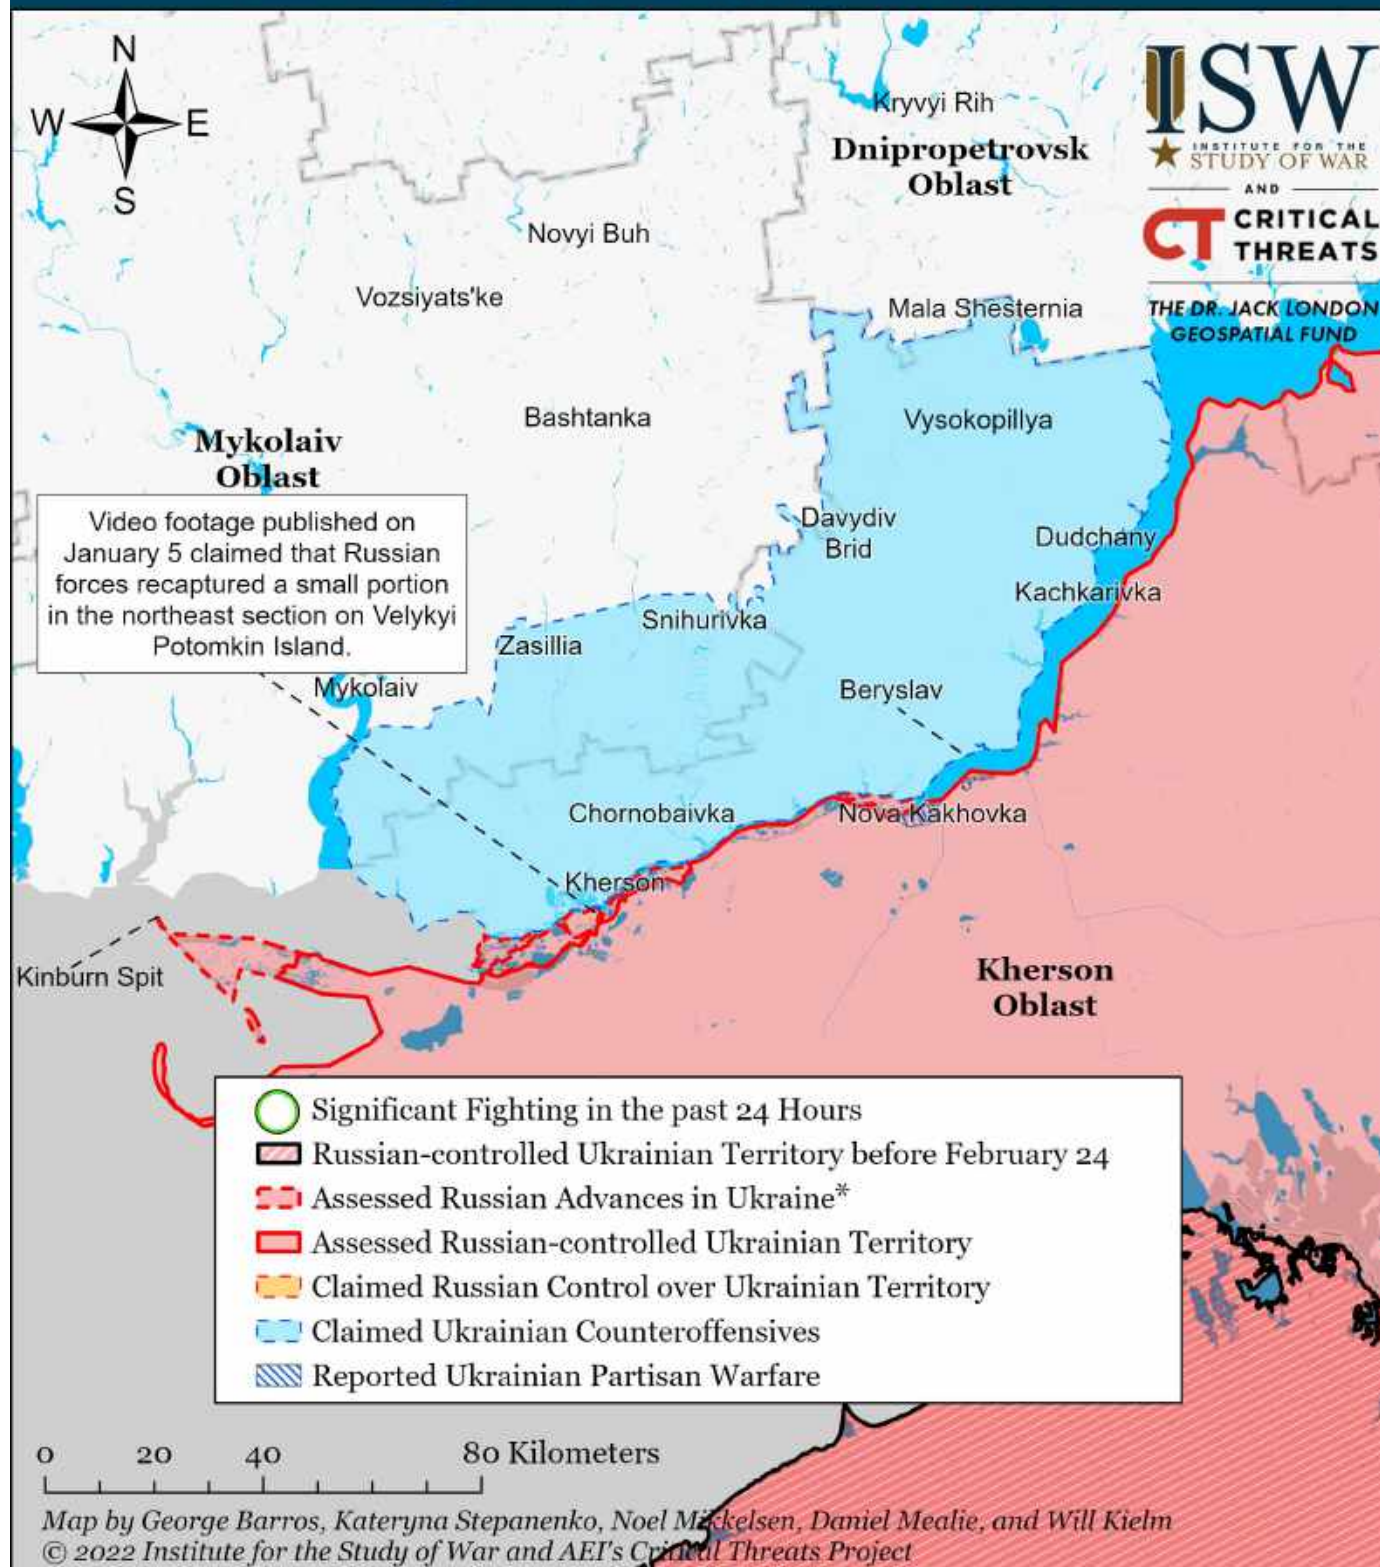 N
W E
S
ISW
INSTITUTE FOR THE
STUDY OF WAR
AND
CT CRITICAL
THREATS
THE DR. JACK LONDON
GEOSPATIAL FUND
Kryvyi Rih
Dnipropetrovsk
Oblast
Novyi Buh
Vozsiyats'ke
Mala Shesternia
Bashtanka
Vysokopillya
Mykolaiv
Oblast
Video footage published on
January 5 claimed that Russian
forces recaptured a small portion
in the northeast section on Velykyi
Potomkin Island.
Davydiv
Brid
Dudchany
Kachkarivka
Snihurivka
Zasillia
Mykolaiv
Beryslav
Chornobaivka
Nova Kakhovka
Kherson
Kinburn Spit
Kherson
Oblast
Significant Fighting in the past 24 Hours
Russian-controlled Ukrainian Territory before February 24
Assessed Russian Advances in Ukraine*
Assessed Russian-controlled Ukrainian Territory
Claimed Russian Control over Ukrainian Territory
Claimed Ukrainian Counteroffensives
Reported Ukrainian Partisan Warfare
0 20 40 80 Kilometers
Map by George Barros, Kateryna Stepanenko, Noel Mikkelsen, Daniel Mealie, and Will Kielm
© 2022 Institute for the Study of War and AEI's Critical Threats Project